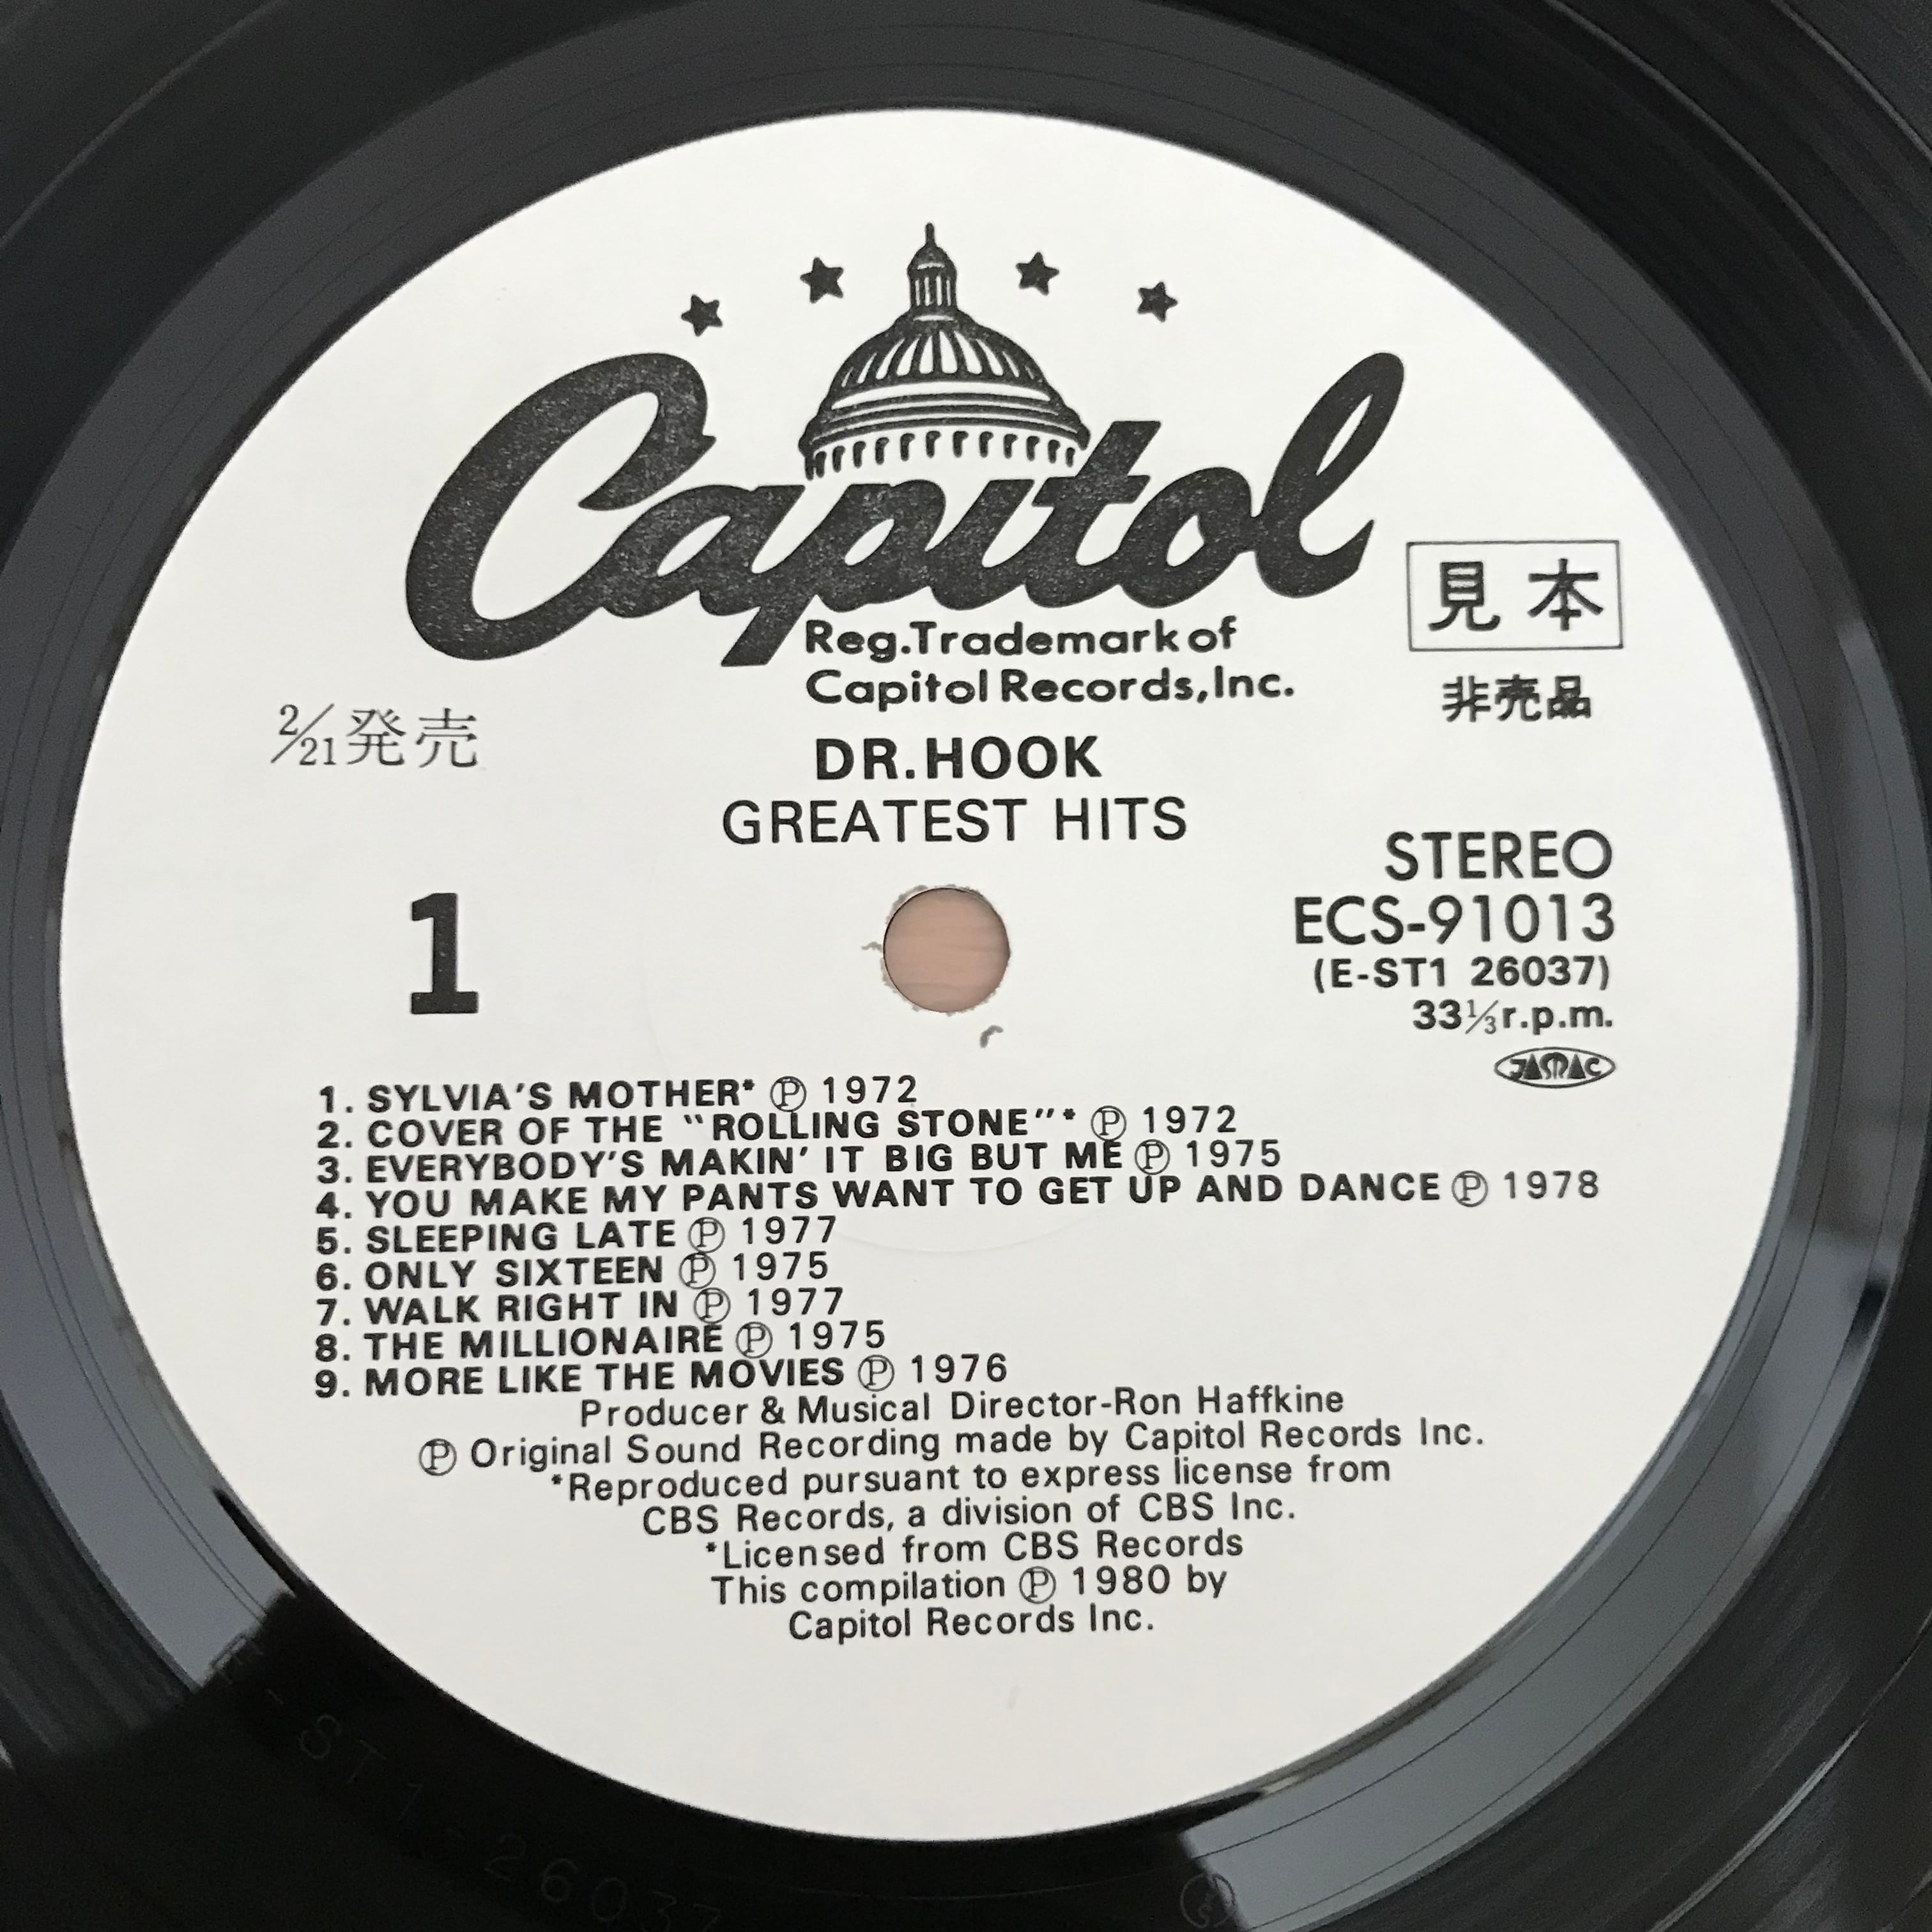 Capitol
Reg.Trademark of
Capitol Records,Inc.
見本
非売品
2/21発売
DR.HOOK
GREATEST HITS
STEREO
ECS-91013
(E-ST1 26037)
33⅓r.p.m.
JASRAC
1
1. SYLVIA'S MOTHER* Ⓟ 1972
2. COVER OF THE "ROLLING STONE"* Ⓟ 1972
3. EVERYBODY'S MAKIN' IT BIG BUT ME Ⓟ 1975
4. YOU MAKE MY PANTS WANT TO GET UP AND DANCE Ⓟ 1978
5. SLEEPING LATE Ⓟ 1977
6. ONLY SIXTEEN Ⓟ 1975
7. WALK RIGHT IN Ⓟ 1977
8. THE MILLIONAIRE Ⓟ 1975
9. MORE LIKE THE MOVIES Ⓟ 1976
Producer & Musical Director-Ron Haffkine
Ⓟ Original Sound Recording made by Capitol Records Inc.
*Reproduced pursuant to express license from
CBS Records, a division of CBS Inc.
*Licensed from CBS Records
This compilation Ⓟ 1980 by
Capitol Records Inc.
E-ST1-26037